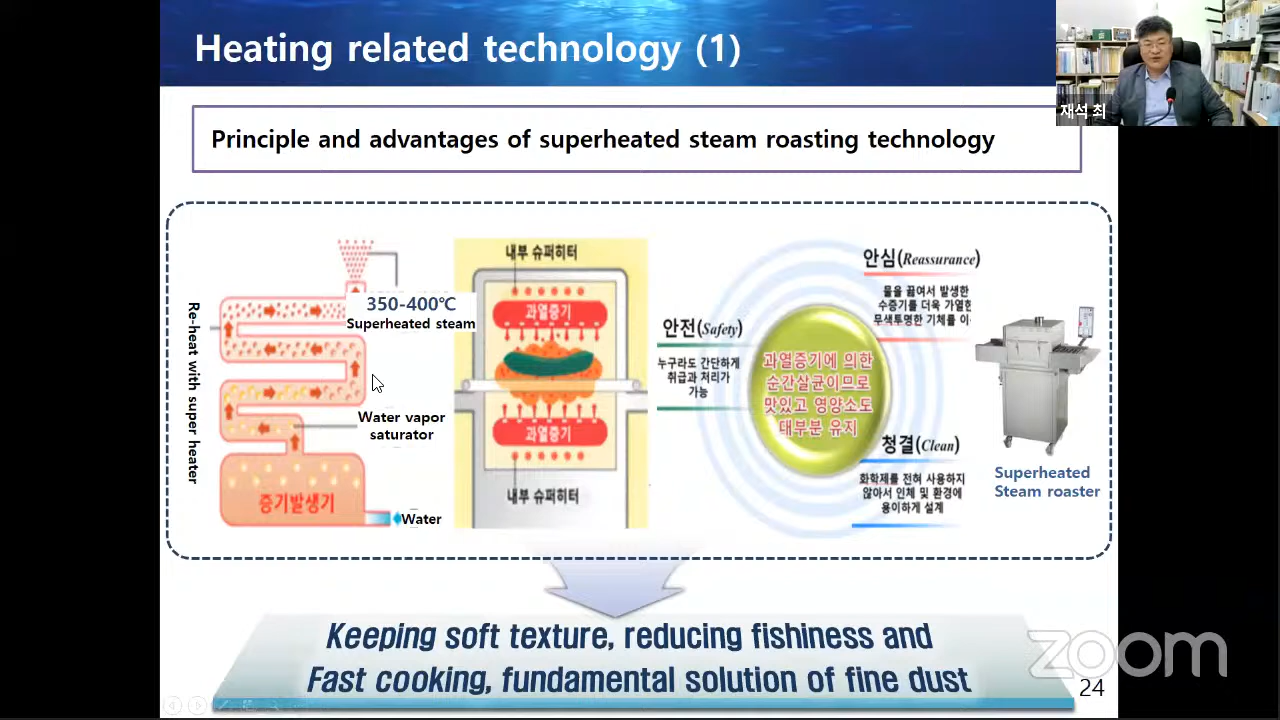 Heating related technology (1)
재석 최
Principle and advantages of superheated steam roasting technology
Re-heat with super heater
350-400℃
Superheated steam
Water vapor
saturator
증기발생기
Water
내부 슈퍼히터
과열증기
과열증기
내부 슈퍼히터
안전(Safety)
누구라도 간단하게
취급과 처리가
가능
과열증기에 의한
순간살균이므로
맛있고 영양소도
대부분 유지
안심(Reassurance)
물을 끓여서 발생한
수증기를 더욱 가열한
무색투명한 기체를 이
청결(Clean)
화학제를 전혀 사용하지
않아서 인체 및 환경에
용이하게 설계
Superheated
Steam roaster
Keeping soft texture, reducing fishiness and
Fast cooking, fundamental solution of fine dust
24
zoom